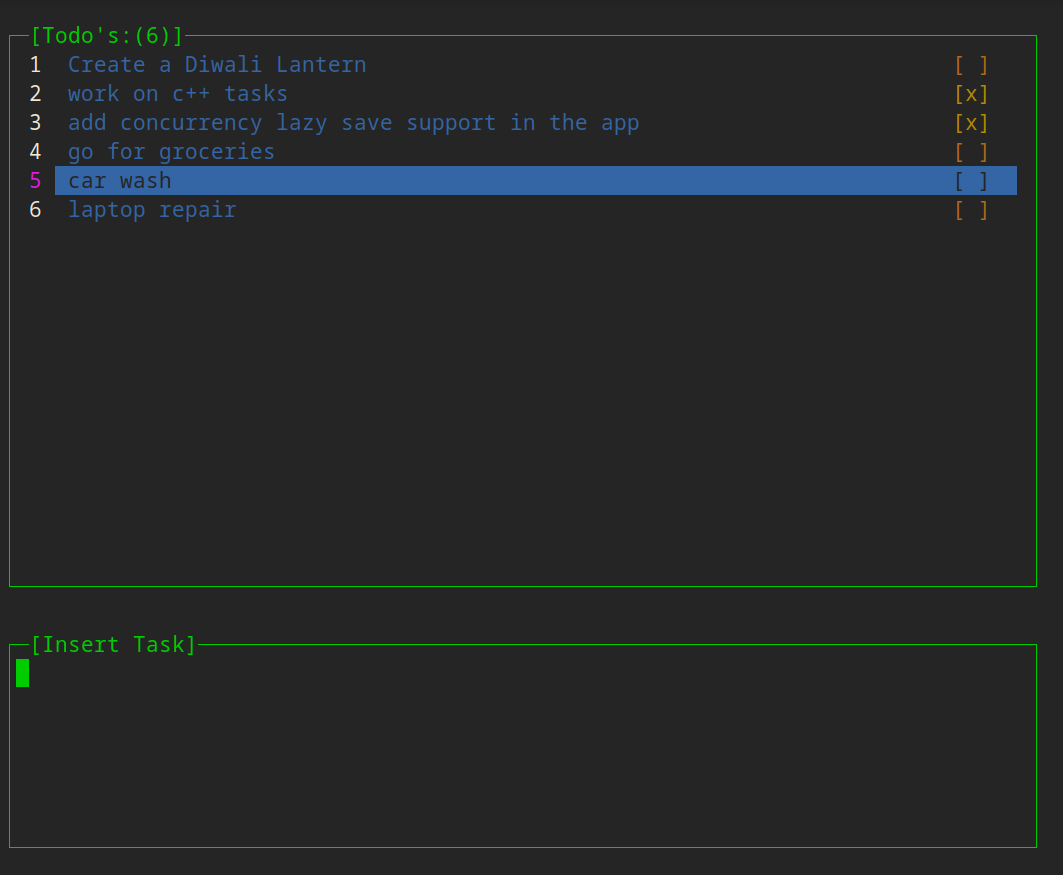 [Todo's:(6)]
1 Create a Diwali Lantern [ ]
2 work on c++ tasks [x]
3 add concurrency lazy save support in the app [x]
4 go for groceries [ ]
5 car wash [ ]
6 laptop repair [ ]
[Insert Task]